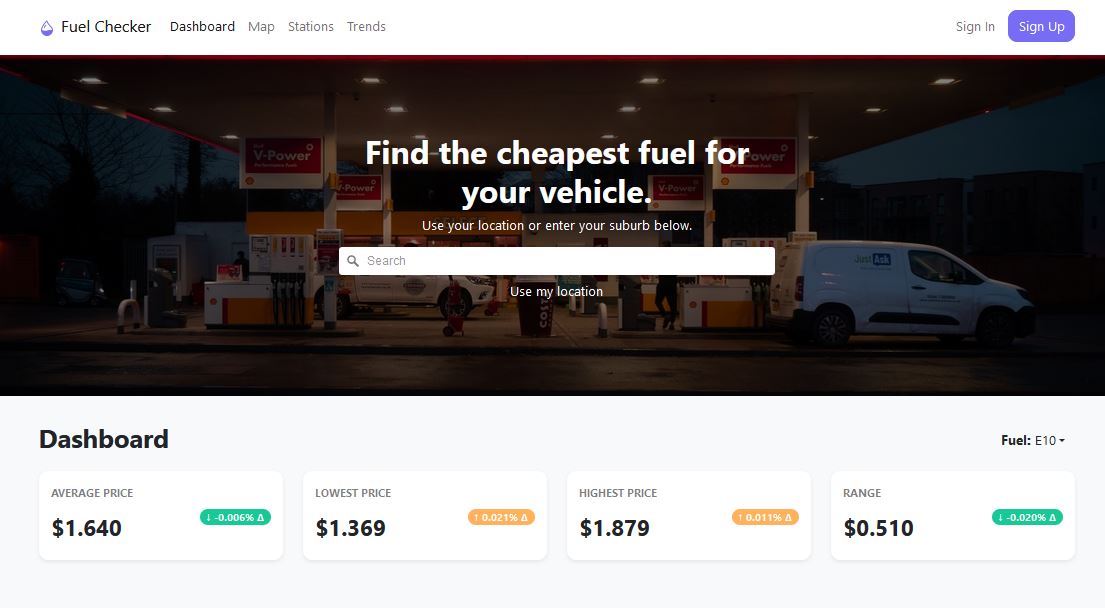 Fuel Checker Dashboard Map Stations Trends Sign In Sign Up
V-Power
V-Power
Find the cheapest fuel for
your vehicle.
Use your location or enter your suburb below.
Search
Just Ask
Use my location
COSTA
Dashboard
Fuel: E10
AVERAGE PRICE
$1.640
↓ -0.006% Δ
LOWEST PRICE
$1.369
↑ 0.021% Δ
HIGHEST PRICE
$1.879
↑ 0.011% Δ
RANGE
$0.510
↓ -0.020% Δ